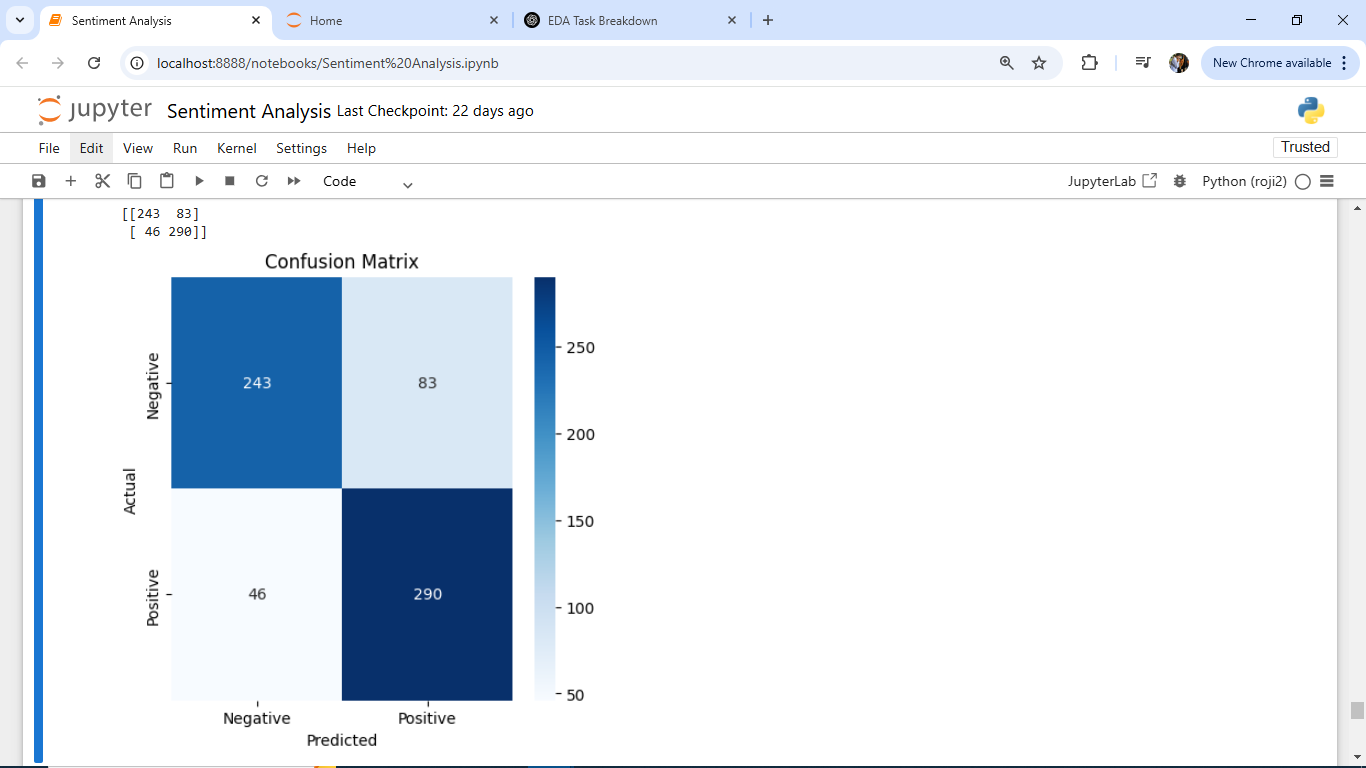 Sentiment Analysis
Home
EDA Task Breakdown
localhost:8888/notebooks/Sentiment%20Analysis.ipynb
New Chrome available
jupyter Sentiment Analysis Last Checkpoint: 22 days ago
File Edit View Run Kernel Settings Help
Trusted
Code
JupyterLab
Python (roji2)
[[243  83]
 [ 46 290]]
Confusion Matrix
Negative
243
83
250
200
Actual
150
Positive
46
290
100
50
Negative
Positive
Predicted